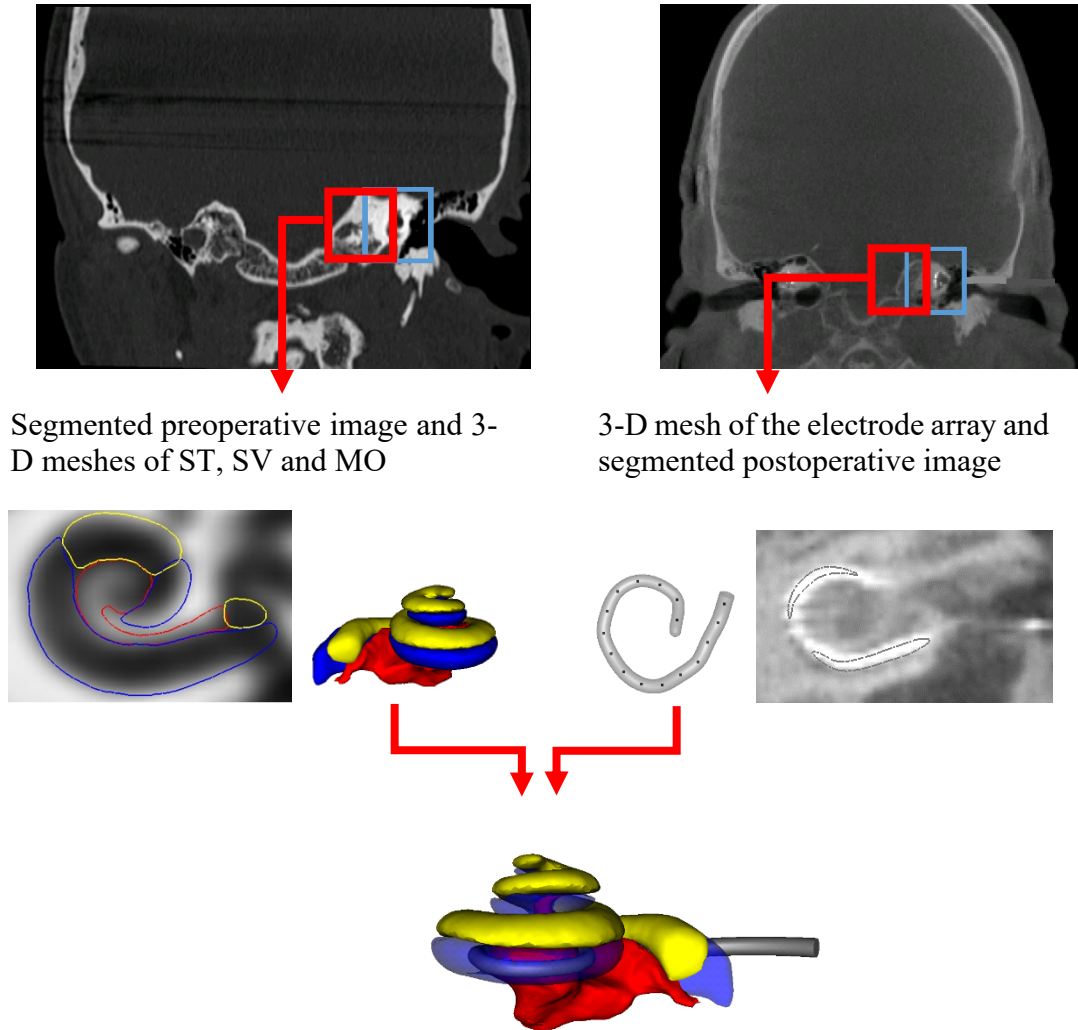 Segmented preoperative image and 3-
D meshes of ST, SV and MO
3-D mesh of the electrode array and
segmented postoperative image